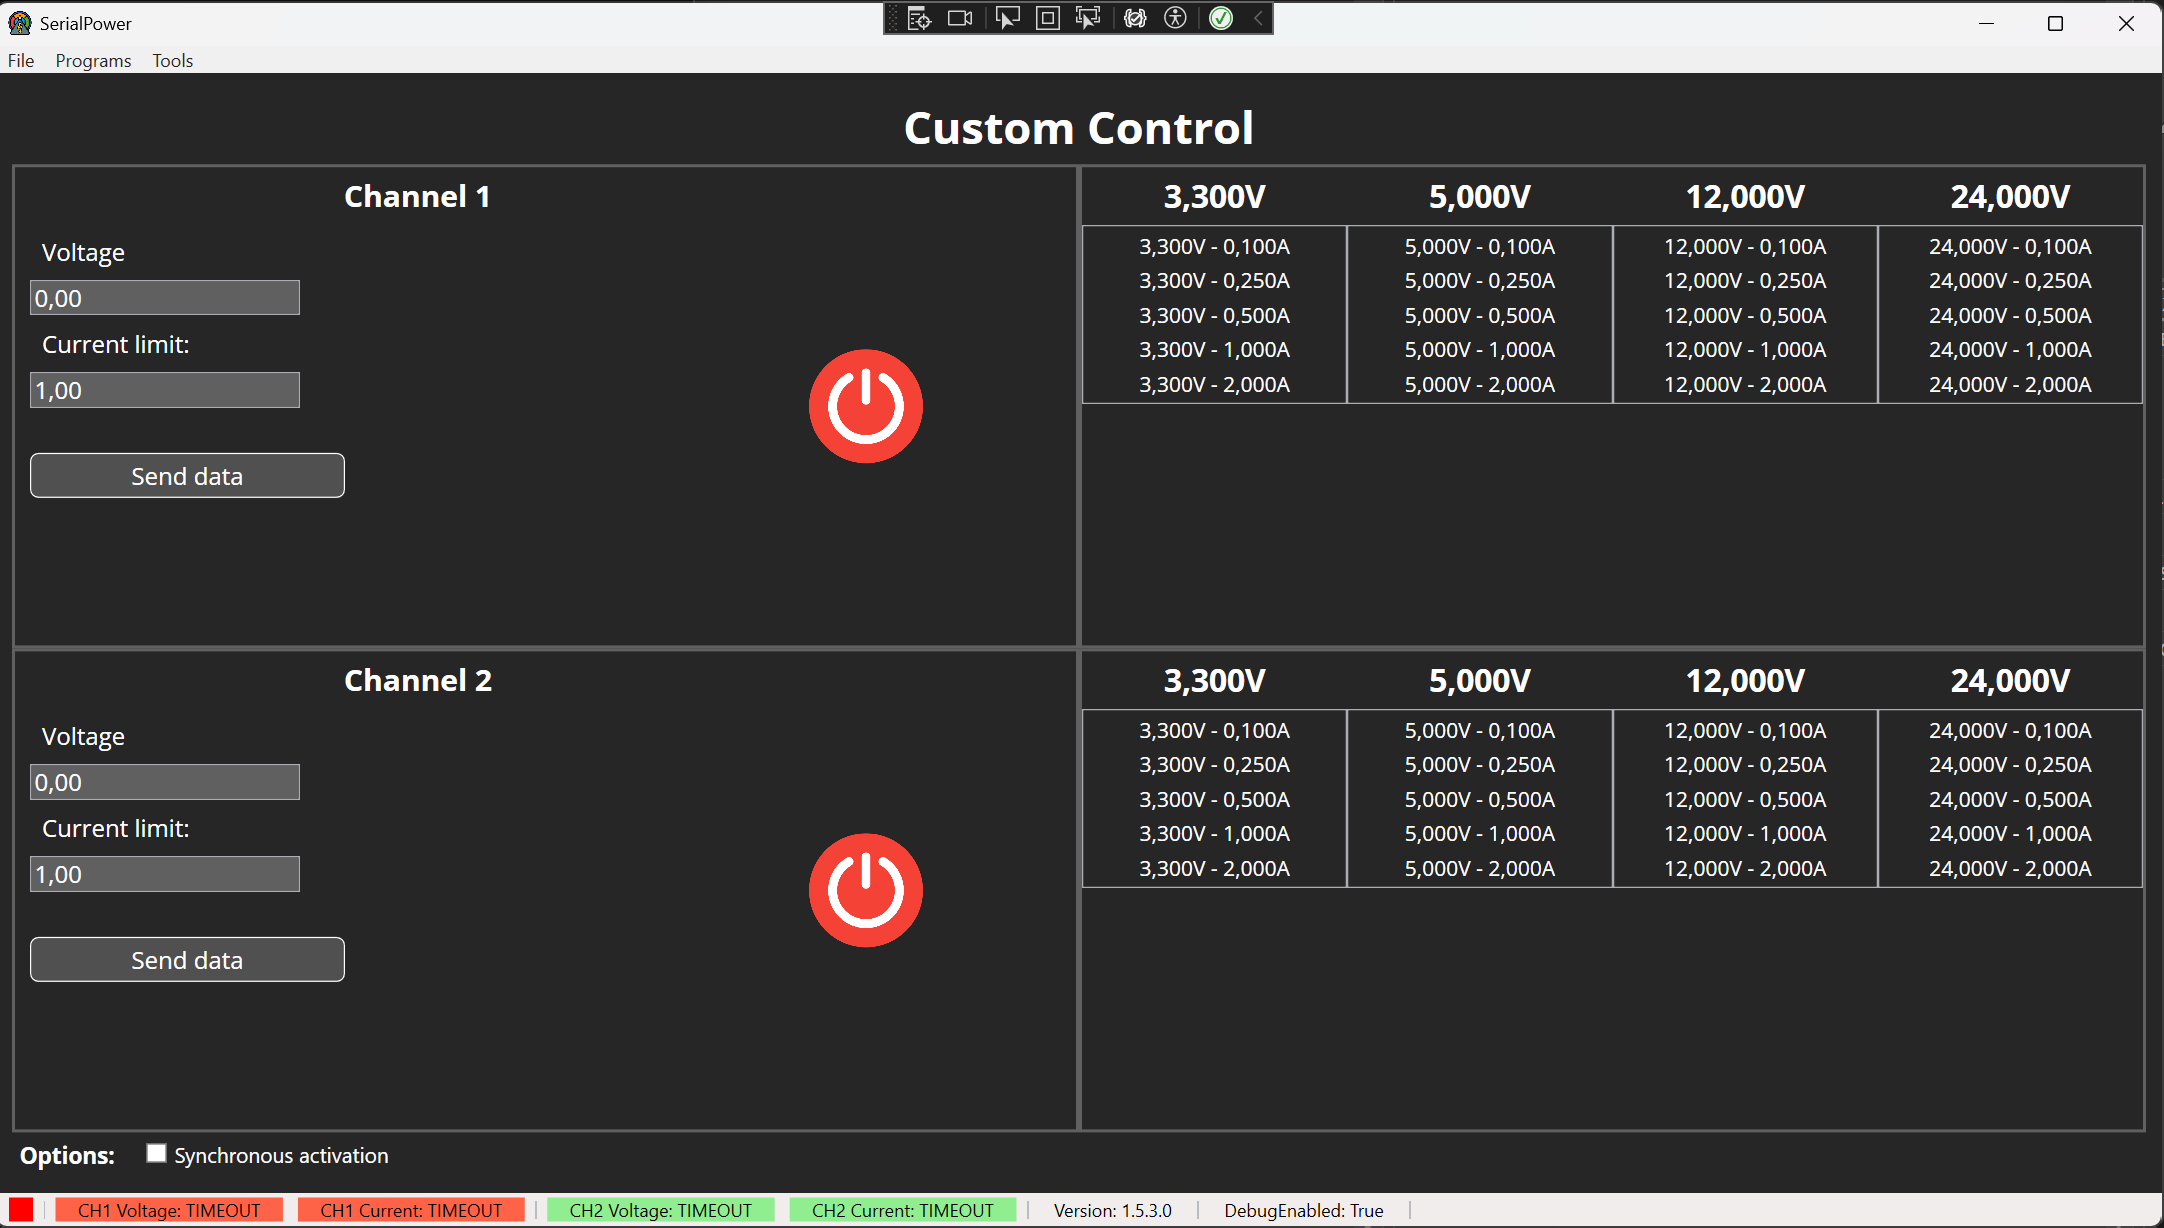 SerialPower
File Programs Tools
Custom Control
Channel 1
Voltage
0,00
Current limit:
1,00
Send data
3,300V 5,000V 12,000V 24,000V
3,300V - 0,100A 5,000V - 0,100A 12,000V - 0,100A 24,000V - 0,100A
3,300V - 0,250A 5,000V - 0,250A 12,000V - 0,250A 24,000V - 0,250A
3,300V - 0,500A 5,000V - 0,500A 12,000V - 0,500A 24,000V - 0,500A
3,300V - 1,000A 5,000V - 1,000A 12,000V - 1,000A 24,000V - 1,000A
3,300V - 2,000A 5,000V - 2,000A 12,000V - 2,000A 24,000V - 2,000A
Channel 2
Voltage
0,00
Current limit:
1,00
Send data
3,300V 5,000V 12,000V 24,000V
3,300V - 0,100A 5,000V - 0,100A 12,000V - 0,100A 24,000V - 0,100A
3,300V - 0,250A 5,000V - 0,250A 12,000V - 0,250A 24,000V - 0,250A
3,300V - 0,500A 5,000V - 0,500A 12,000V - 0,500A 24,000V - 0,500A
3,300V - 1,000A 5,000V - 1,000A 12,000V - 1,000A 24,000V - 1,000A
3,300V - 2,000A 5,000V - 2,000A 12,000V - 2,000A 24,000V - 2,000A
Options: Synchronous activation
CH1 Voltage: TIMEOUT CH1 Current: TIMEOUT CH2 Voltage: TIMEOUT CH2 Current: TIMEOUT Version: 1.5.3.0 DebugEnabled: True